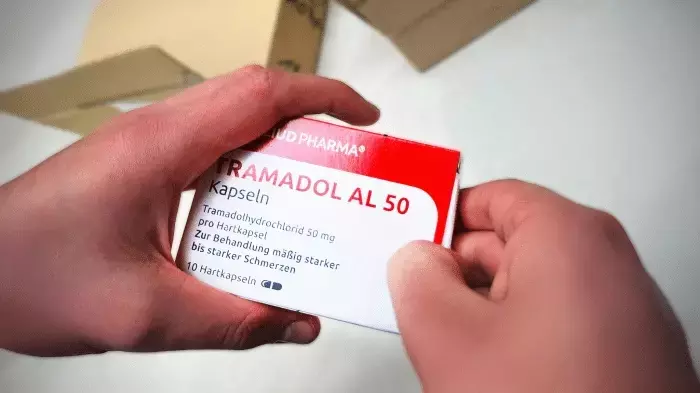 PHARMA®
TRAMADOL AL 50
Kapseln
Tramadolhydrochlorid 50 mg
pro Hartkapsel
Zur Behandlung mäßig starker
bis starker Schmerzen
10 Hartkapseln